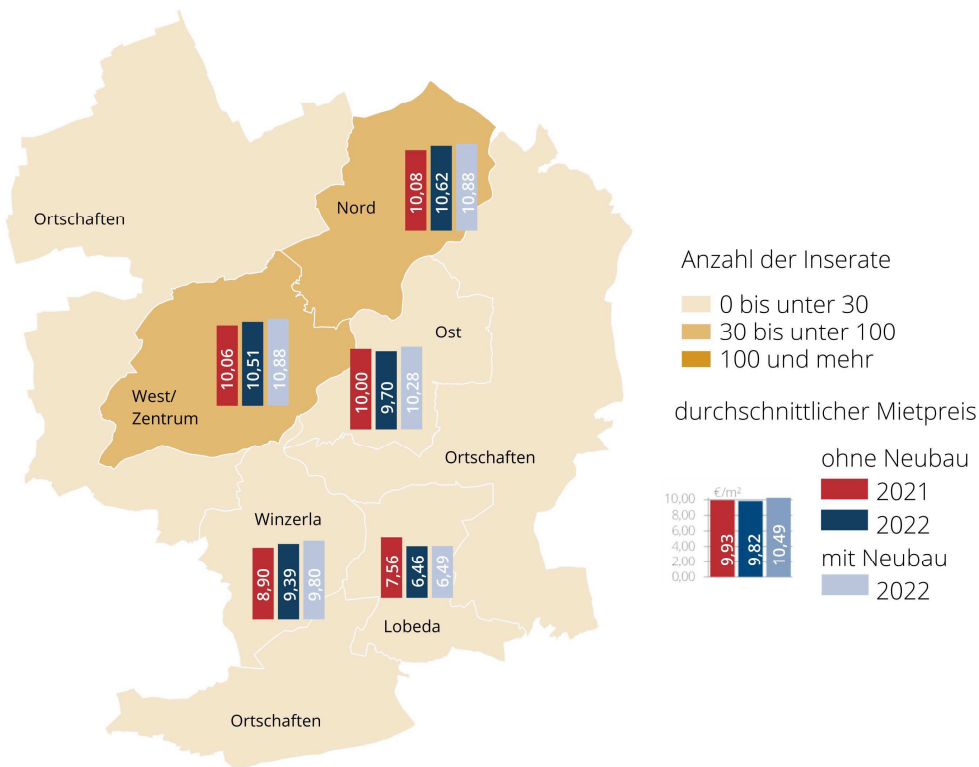 Ortschaften
Nord
10,08
10,62
10,88
West/
Zentrum
10,06
10,51
10,88
Ost
10,00
9,70
10,28
Ortschaften
Winzerla
8,90
9,39
9,80
7,56
6,46
6,49
Lobeda
Ortschaften
Anzahl der Inserate
0 bis unter 30
30 bis unter 100
100 und mehr
durchschnittlicher Mietpreis
ohne Neubau
2021
2022
mit Neubau
2022
€/m²
10,00
8,00
6,00
4,00
2,00
0,00
9,93
9,82
10,49